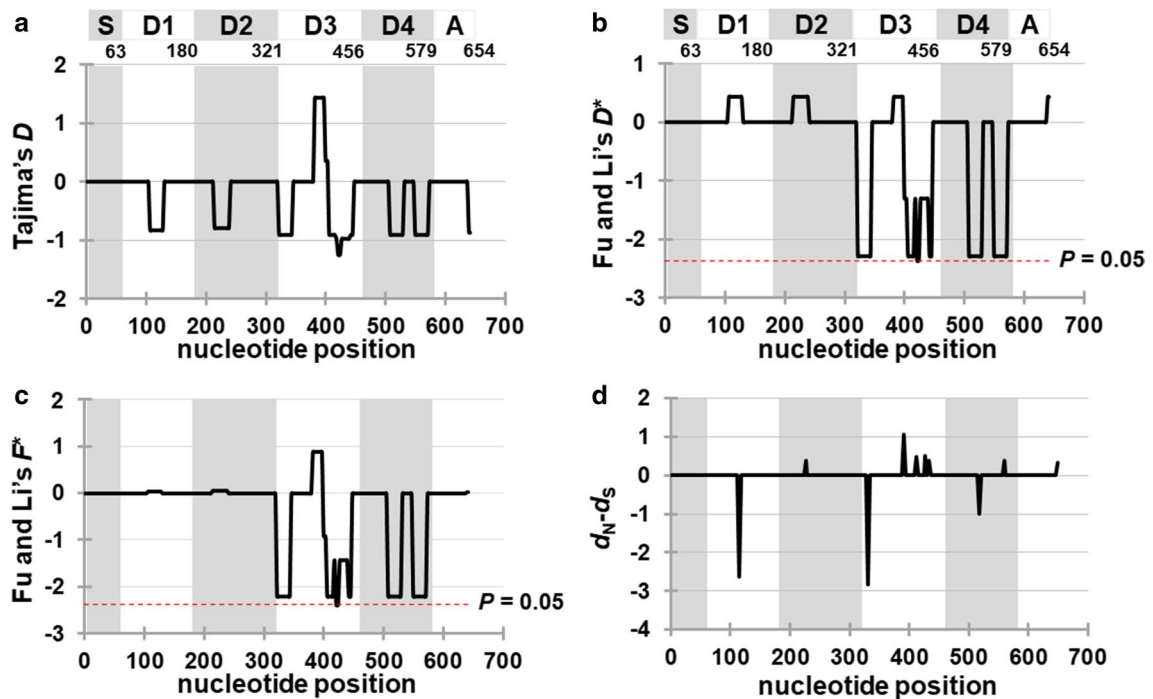 a
S D1 D2 D3 D4 A
63 180 321 456 579 654
Tajima's D
2
1
0
-1
-2
0 100 200 300 400 500 600 700
nucleotide position
b
S D1 D2 D3 D4 A
63 180 321 456 579 654
Fu and Li's D*
1
0
-1
-2
-3
P = 0.05
0 100 200 300 400 500 600 700
nucleotide position
c
Fu and Li's F*
2
1
0
-1
-2
-3
P = 0.05
0 100 200 300 400 500 600 700
nucleotide position
d
dN-dS
2
1
0
-1
-2
-3
-4
0 100 200 300 400 500 600 700
nucleotide position